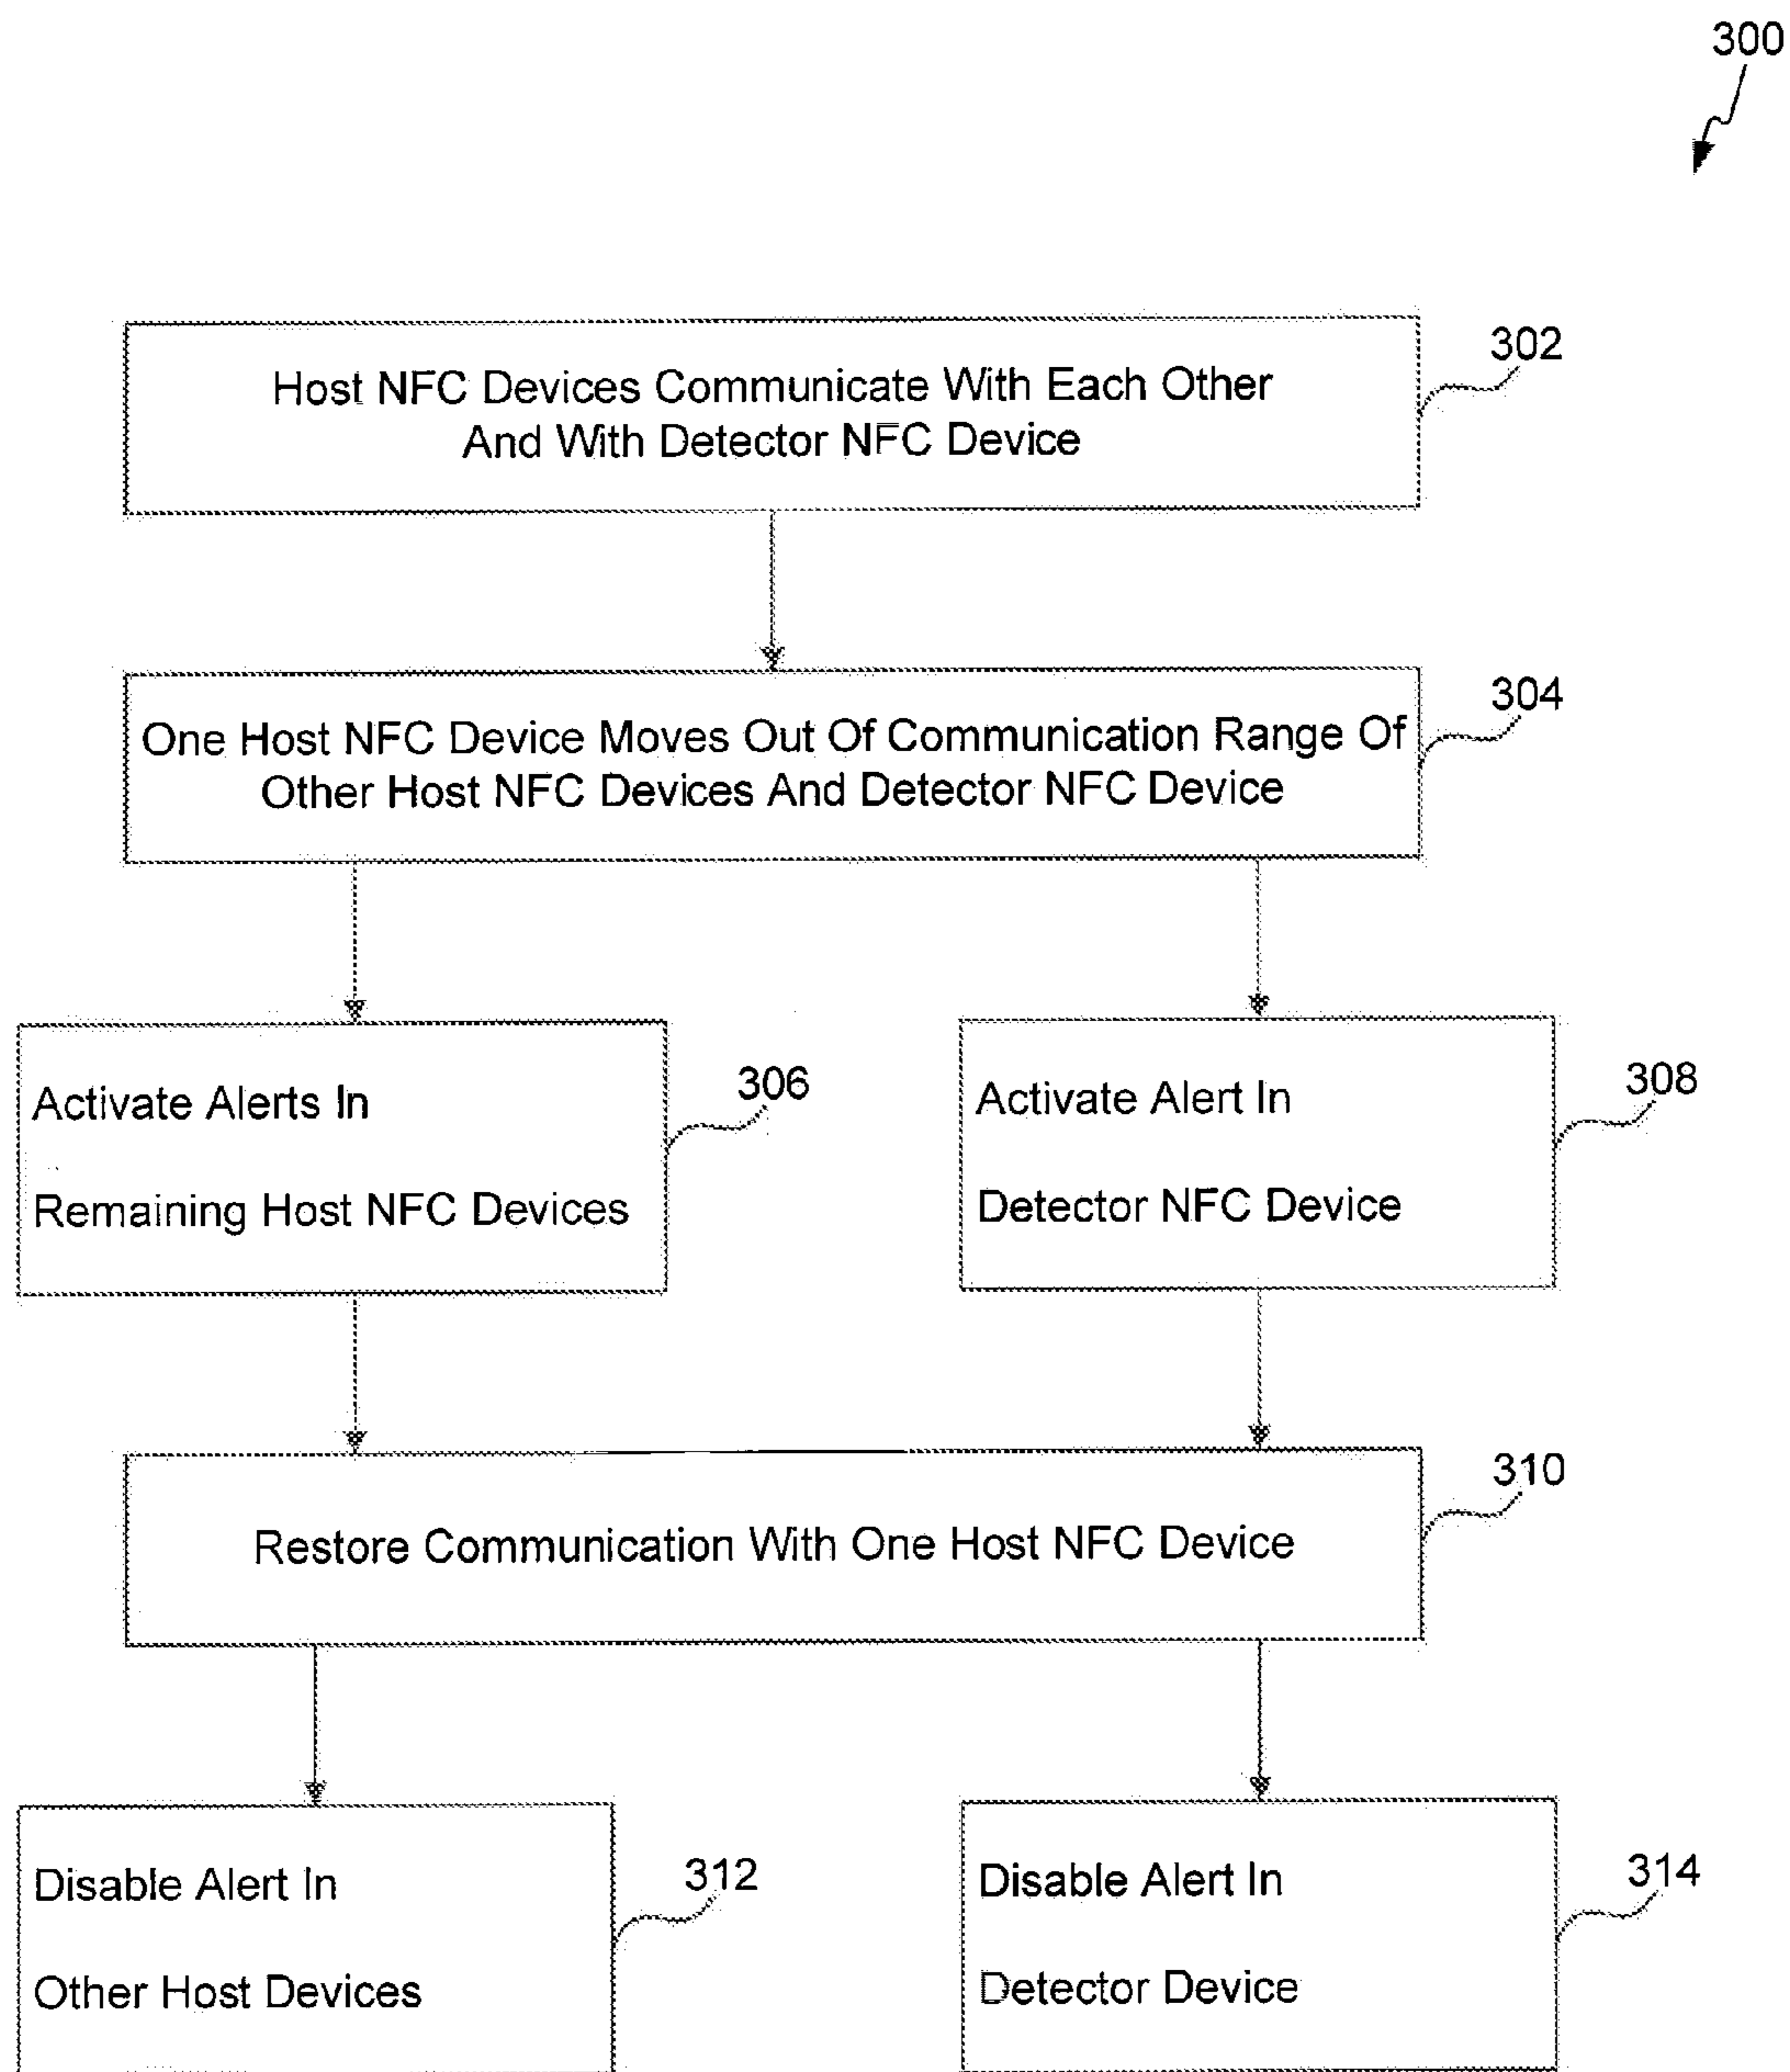 300
Host NFC Devices Communicate With Each Other
And With Detector NFC Device
302
One Host NFC Device Moves Out Of Communication Range Of
Other Host NFC Devices And Detector NFC Device
304
Activate Alerts In
Remaining Host NFC Devices
306
Activate Alert In
Detector NFC Device
308
Restore Communication With One Host NFC Device
310
Disable Alert In
Other Host Devices
312
Disable Alert In
Detector Device
314